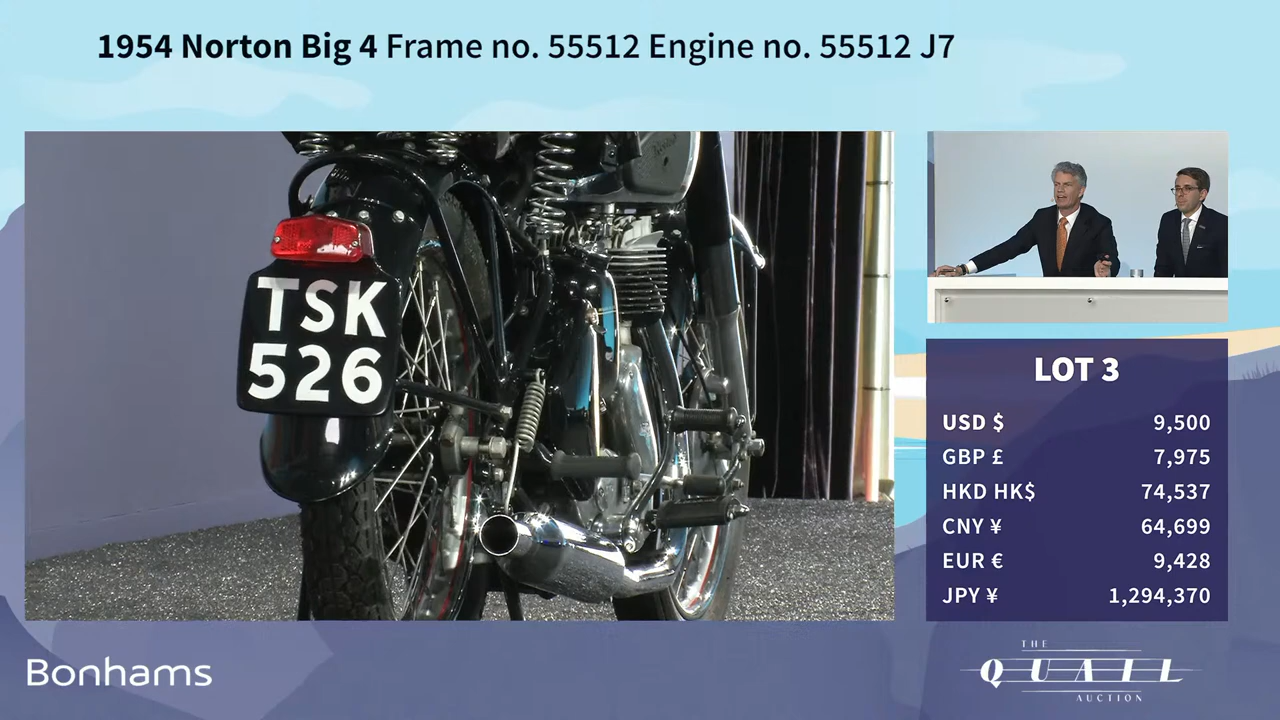 1954 Norton Big 4 Frame no. 55512 Engine no. 55512 J7
TSK
526
LOT 3
USD $ 9,500
GBP £ 7,975
HKD HK$ 74,537
CNY ¥ 64,699
EUR € 9,428
JPY ¥ 1,294,370
Bonhams
THE
QUAIL
AUCTION